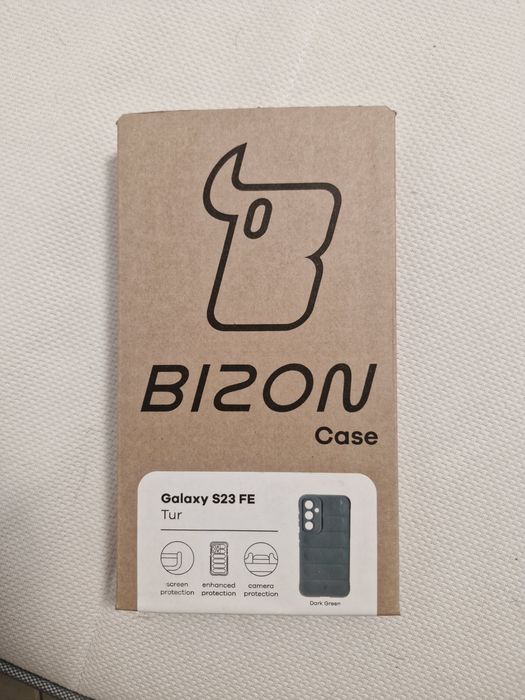 BIZON
Case
Galaxy S23 FE
Tur
screen
protection
enhanced
protection
camera
protection
Dark Green